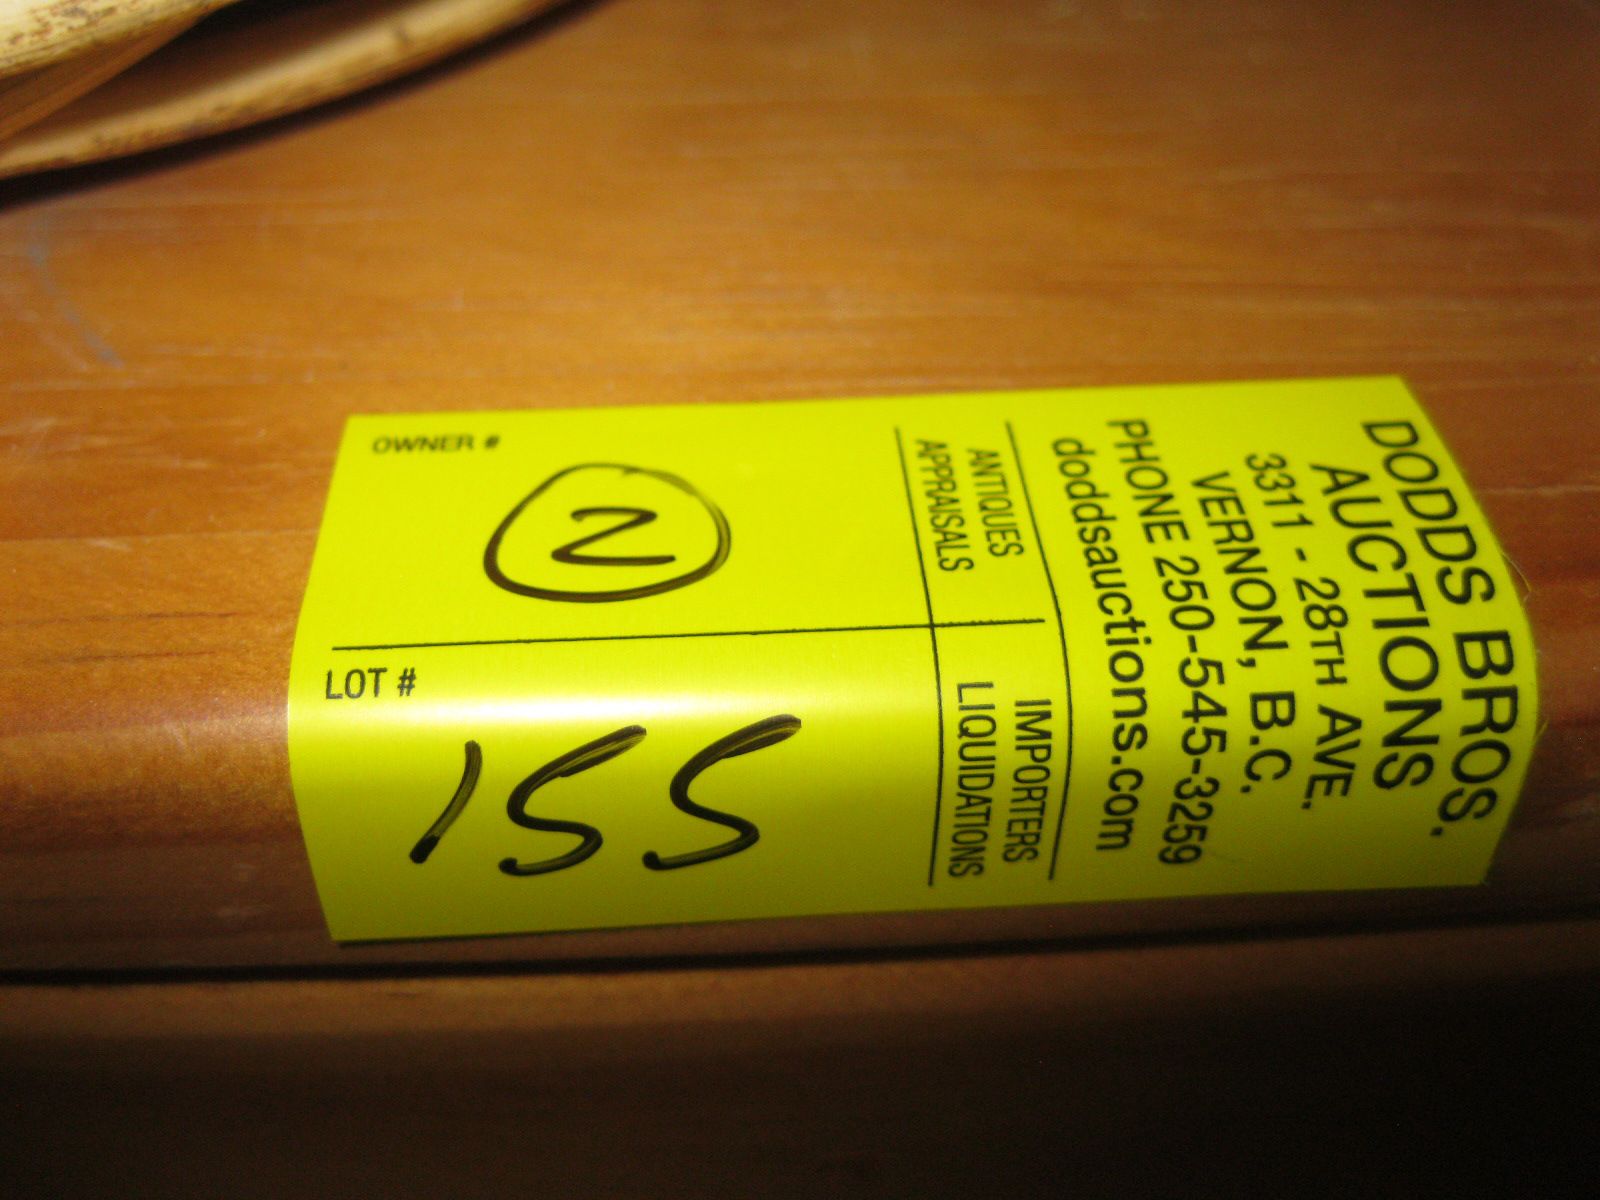 DODDS BROS.
AUCTIONS
3311 - 28TH AVE.
VERNON, B.C.
PHONE 250-545-3259
doddsauctions.com
ANTIQUES IMPORTERS
APPRAISALS LIQUIDATIONS
OWNER #
2
LOT #
155